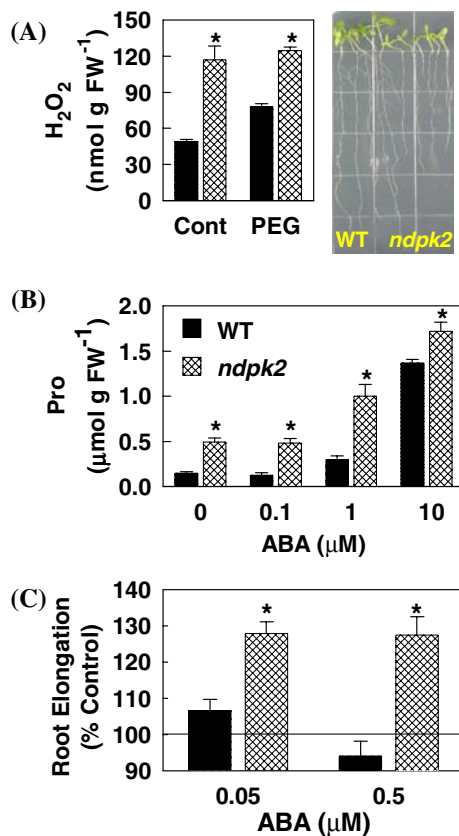 (A)
H₂O₂
(nmol g FW⁻¹)
150
120
90
60
30
0
*
*
Cont
PEG
WT
ndpk2
(B)
Pro
(μmol g FW⁻¹)
2.0
1.5
1.0
0.5
0.0
WT
ndpk2
*
*
*
*
0
0.1
1
10
ABA (μM)
(C)
Root Elongation
(% Control)
140
130
120
110
100
90
*
*
0.05
0.5
ABA (μM)